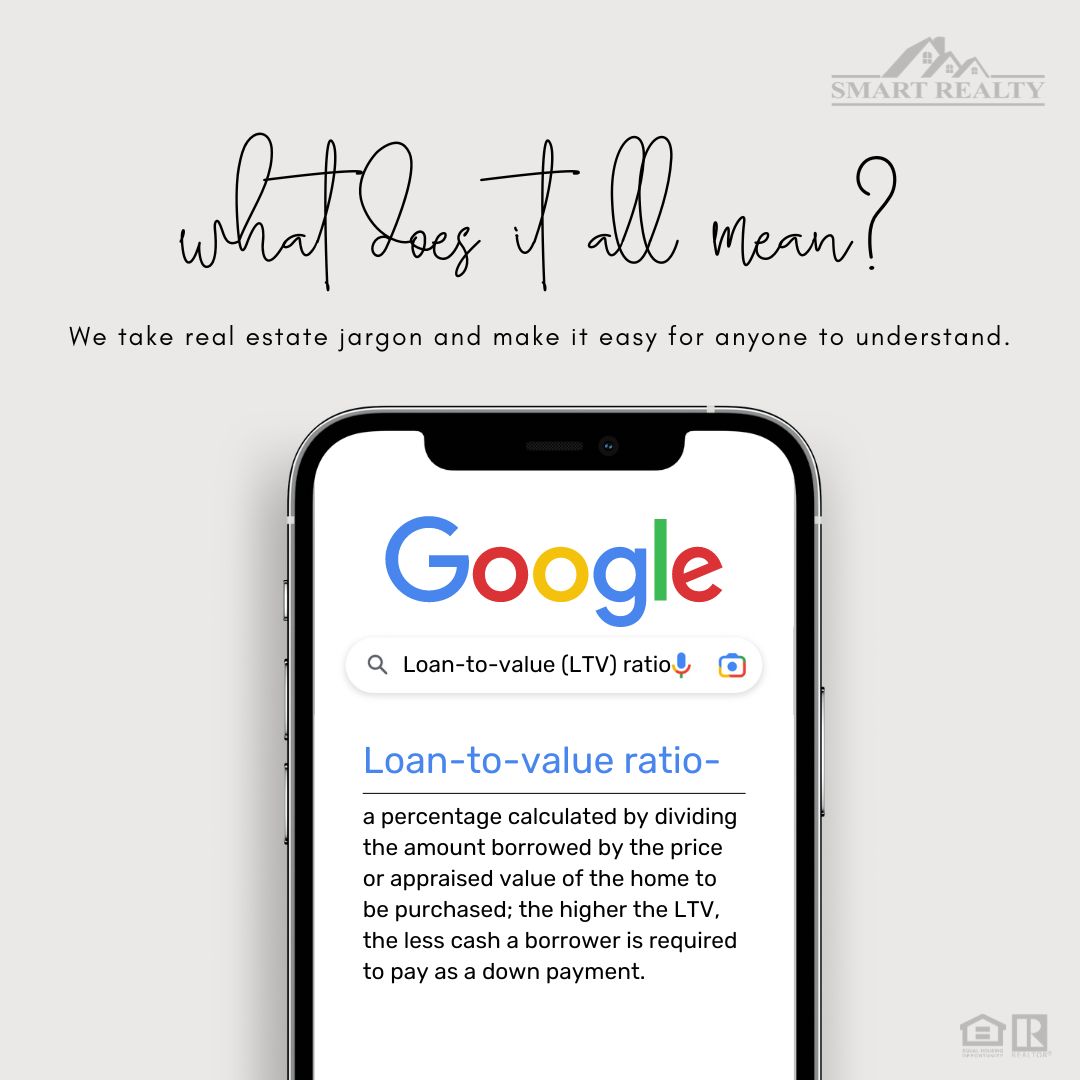 SMART REALTY
what does it all mean?
We take real estate jargon and make it easy for anyone to understand.
Google
Loan-to-value (LTV) ratio
Loan-to-value ratio-
a percentage calculated by dividing
the amount borrowed by the price
or appraised value of the home to
be purchased; the higher the LTV,
the less cash a borrower is required
to pay as a down payment.
EQUAL HOUSING
OPPORTUNITY
REALTOR®